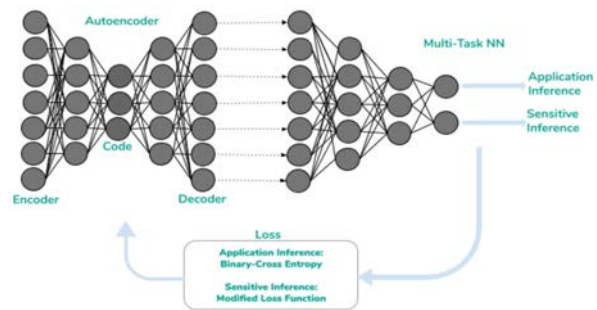 Autoencoder
Multi-Task NN
Application
Inference
Sensitive
Inference
Code
Encoder
Decoder
Loss
Application Inference:
Binary-Cross Entropy
Sensitive Inference:
Modified Loss Function